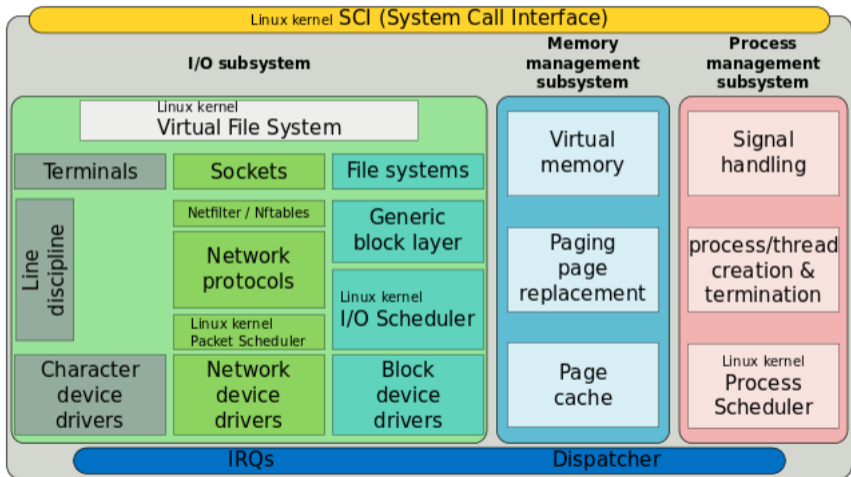 Linux kernel SCI (System Call Interface)
I/O subsystem
Memory
management
subsystem
Process
management
subsystem
Linux kernel
Virtual File System
Terminals
Sockets
File systems
Line
discipline
Netfilter / Nftables
Network
protocols
Linux kernel
Packet Scheduler
Generic
block layer
Linux kernel
I/O Scheduler
Character
device
drivers
Network
device
drivers
Block
device
drivers
Virtual
memory
Paging
page
replacement
Page
cache
Signal
handling
process/thread
creation &
termination
Linux kernel
Process
Scheduler
IRQs
Dispatcher